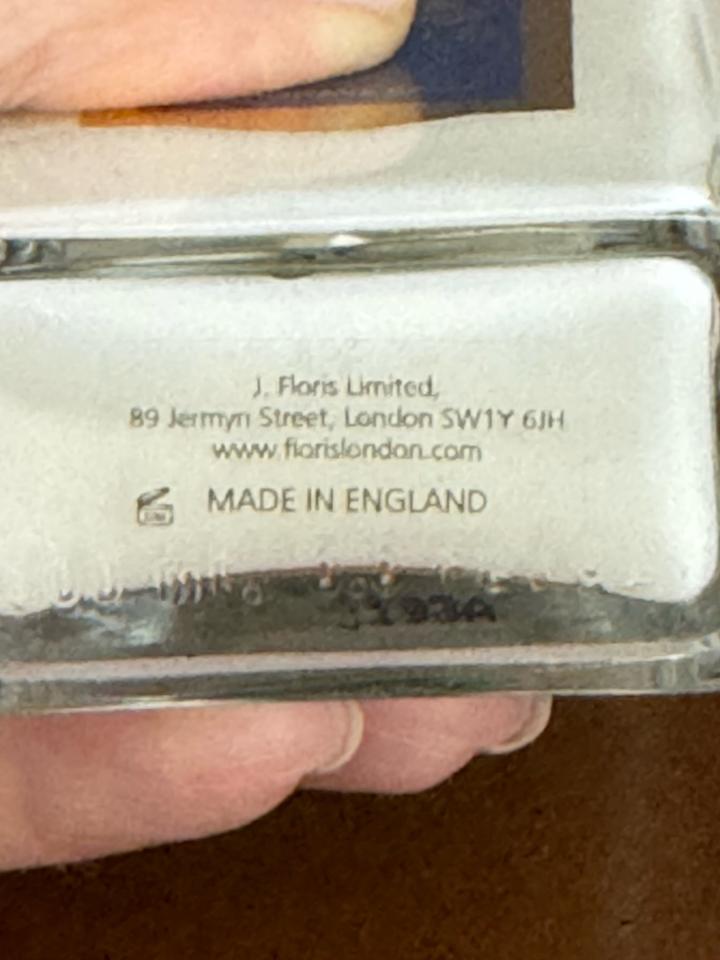 J. Floris Limited,
89 Jermyn Street, London SW1Y 6JH
www.florislondon.com
MADE IN ENGLAND